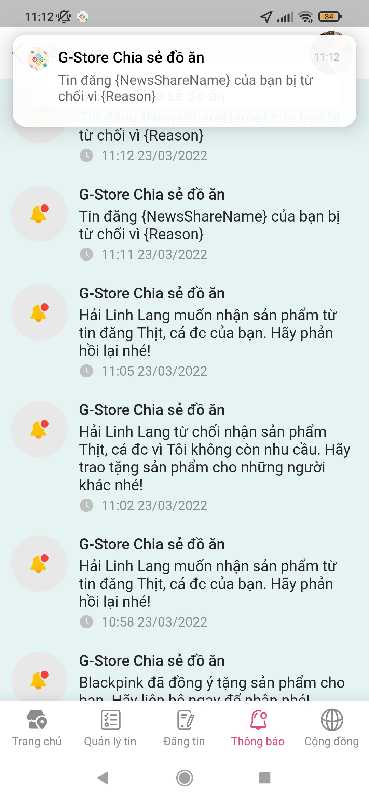 11:12
84
G-Store Chia sẻ đồ ăn
11:12
Tin đăng {NewsShareName} của bạn bị từ
chối vì {Reason}
từ chối vì {Reason}
11:12 23/03/2022
G-Store Chia sẻ đồ ăn
Tin đăng {NewsShareName} của bạn bị
từ chối vì {Reason}
11:11 23/03/2022
G-Store Chia sẻ đồ ăn
Hải Linh Lang muốn nhận sản phẩm từ
tin đăng Thịt, cá đc của bạn. Hãy phản
hồi lại nhé!
11:05 23/03/2022
G-Store Chia sẻ đồ ăn
Hải Linh Lang từ chối nhận sản phẩm
Thịt, cá đc vì Tôi không còn nhu cầu. Hãy
trao tặng sản phẩm cho những người
khác nhé!
11:02 23/03/2022
G-Store Chia sẻ đồ ăn
Hải Linh Lang muốn nhận sản phẩm từ
tin đăng Thịt, cá đc của bạn. Hãy phản
hồi lại nhé!
10:58 23/03/2022
G-Store Chia sẻ đồ ăn
Blackpink đã đồng ý tặng sản phẩm cho
bạn. Hãy liên hệ ngay để nhận nhé!
Trang chủ
Quản lý tin
Đăng tin
Thông báo
Cộng đồng